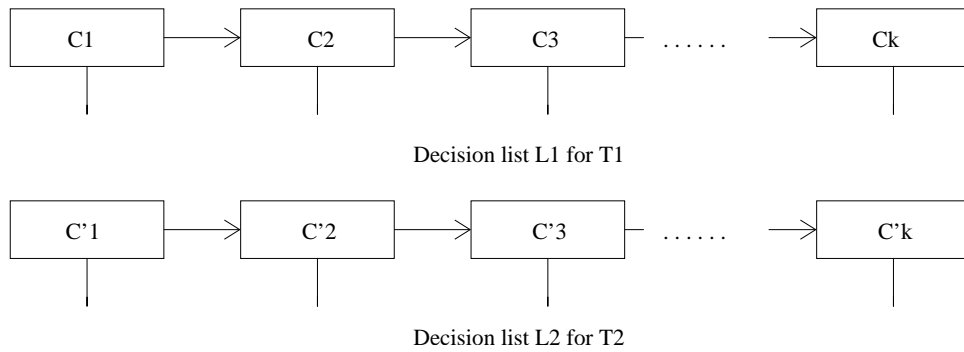 C1 C2 C3 . . . . . . Ck
Decision list L1 for T1
C’1 C’2 C’3 . . . . . . C’k
Decision list L2 for T2